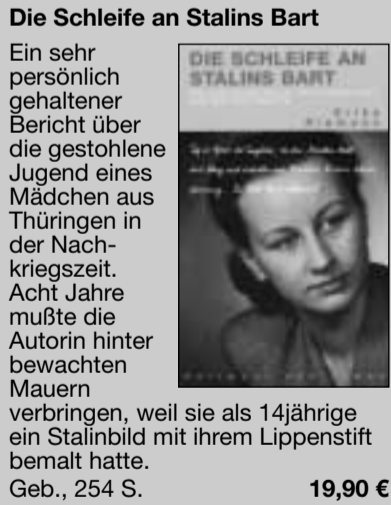 Die Schleife an Stalins Bart
Ein sehr
persönlich
gehaltener
Bericht über
die gestohlene
Jugend eines
Mädchen aus
Thüringen in
der Nach-
kriegszeit.
Acht Jahre
mußte die
Autorin hinter
bewachten
Mauern
verbringen, weil sie als 14jährige
ein Stalinbild mit ihrem Lippenstift
bemalt hatte.
Geb., 254 S.
19,90 €
DIE SCHLEIFE AN
STALINS BART
Erika
Riemann